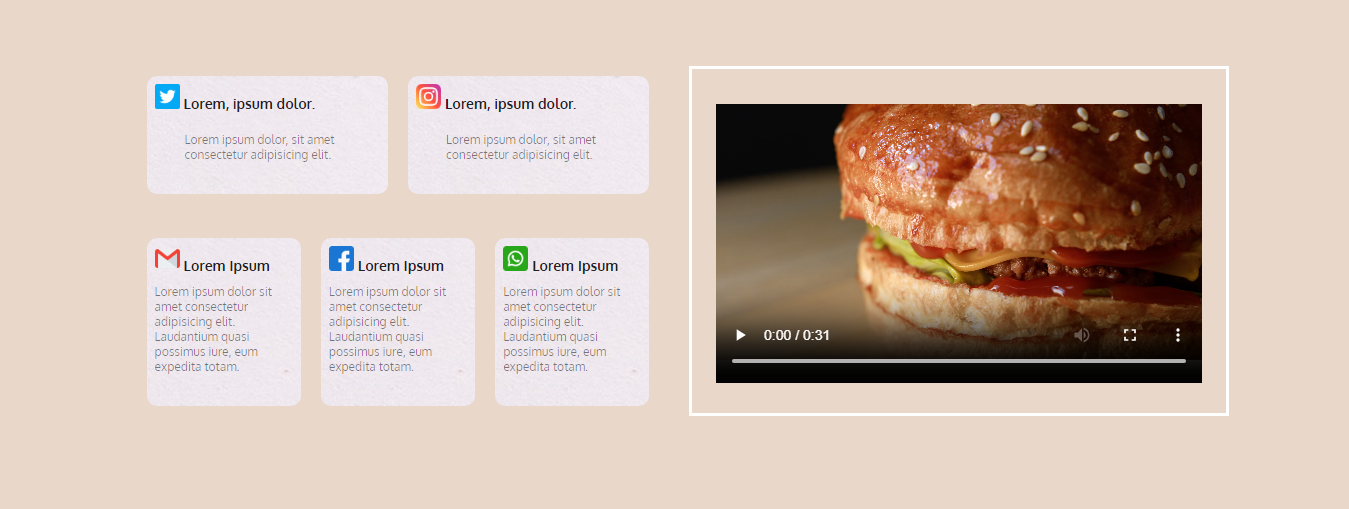 Lorem, ipsum dolor.
Lorem ipsum dolor, sit amet
consectetur adipisicing elit.
Lorem, ipsum dolor.
Lorem ipsum dolor, sit amet
consectetur adipisicing elit.
Lorem Ipsum
Lorem ipsum dolor sit
amet consectetur
adipisicing elit.
Laudantium quasi
possimus iure, eum
expedita totam.
Lorem Ipsum
Lorem ipsum dolor sit
amet consectetur
adipisicing elit.
Laudantium quasi
possimus iure, eum
expedita totam.
Lorem Ipsum
Lorem ipsum dolor sit
amet consectetur
adipisicing elit.
Laudantium quasi
possimus iure, eum
expedita totam.
0:00 / 0:31